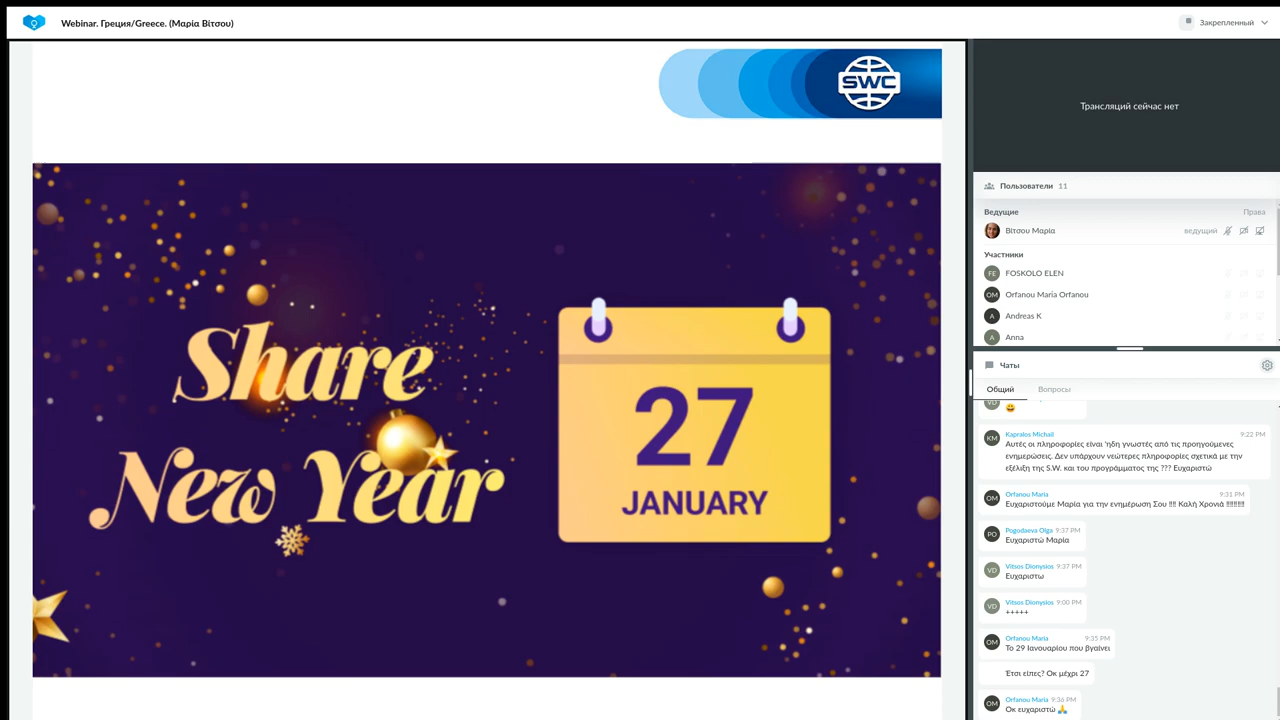 Webinar. Греция/Greece. (Μαρία Βίτσου)
Закрепленный
SWC
Share
New Year
27
JANUARY
Трансляций сейчас нет
Пользователи 11
Ведущие Права
Βίτσου Μαρία ведущий
Участники
FE FOSKOLO ELEN
OM Orfanou Maria Orfanou
A Andreas K
A Anna
Чаты
Общий Вопросы
😃
KM Kapralos Michail 9:22 PM
Αυτές οι πληροφορίες είναι 'ηδη γνωστές από τις προηγούμενες
ενημερώσεις. Δεν υπάρχουν νεώτερες πληροφορίες σχετικά με την
εξέλιξη της S.W. και του προγράμματος της ??? Ευχαριστώ
OM Orfanou Maria 9:31 PM
Ευχαριστούμε Μαρία για την ενημέρωση Σου !!!! Καλή Χρονιά !!!!!!!!!
PO Pogodaeva Olga 9:37 PM
Ευχαριστώ Μαρία
VD Vitsos Dionysios 9:37 PM
Ευχαριστω
VD Vitsos Dionysios 9:00 PM
+++++
OM Orfanou Maria 9:35 PM
Το 29 Ιανουαρίου που βγαίνει
Έτσι είπες? Οκ μέχρι 27
OM Orfanou Maria 9:36 PM
Οκ ευχαριστώ 🙏